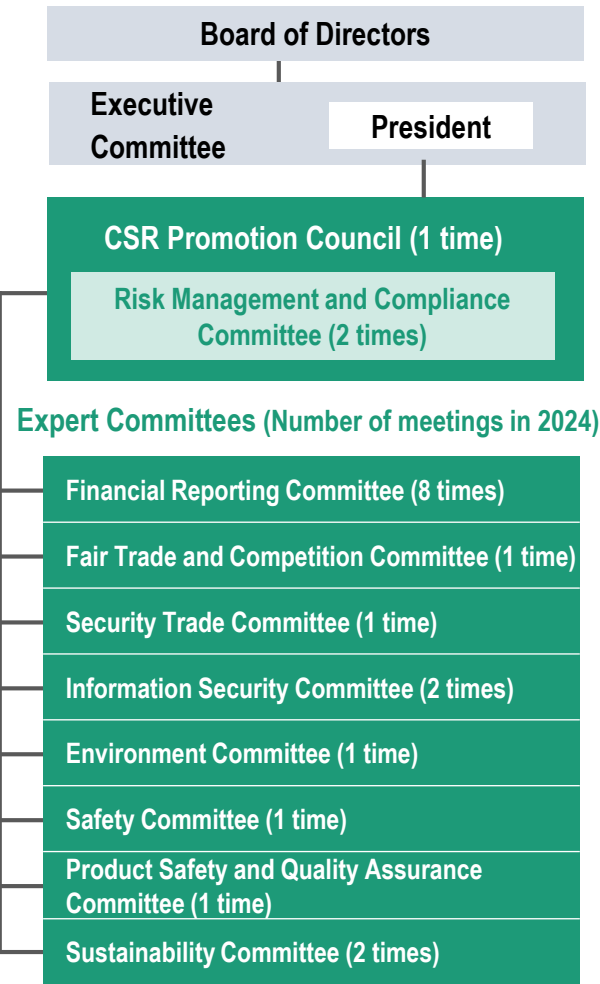 Board of Directors
Executive
Committee
President
CSR Promotion Council (1 time)
Risk Management and Compliance
Committee (2 times)
Expert Committees (Number of meetings in 2024)
Financial Reporting Committee (8 times)
Fair Trade and Competition Committee (1 time)
Security Trade Committee (1 time)
Information Security Committee (2 times)
Environment Committee (1 time)
Safety Committee (1 time)
Product Safety and Quality Assurance
Committee (1 time)
Sustainability Committee (2 times)